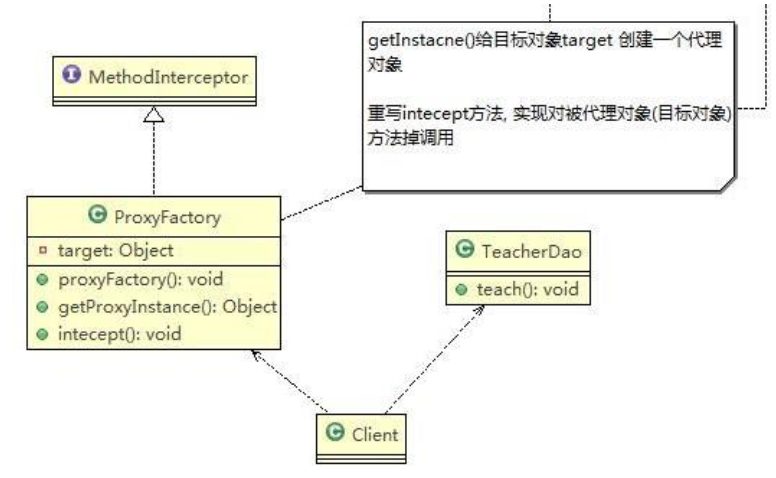 getInstacne()给目标对象target 创建一个代理
对象
重写intecept方法, 实现对被代理对象(目标对象)
方法掉调用
I MethodInterceptor
C ProxyFactory
target: Object
proxyFactory(): void
getProxyInstance(): Object
intecept(): void
C TeacherDao
teach(): void
C Client